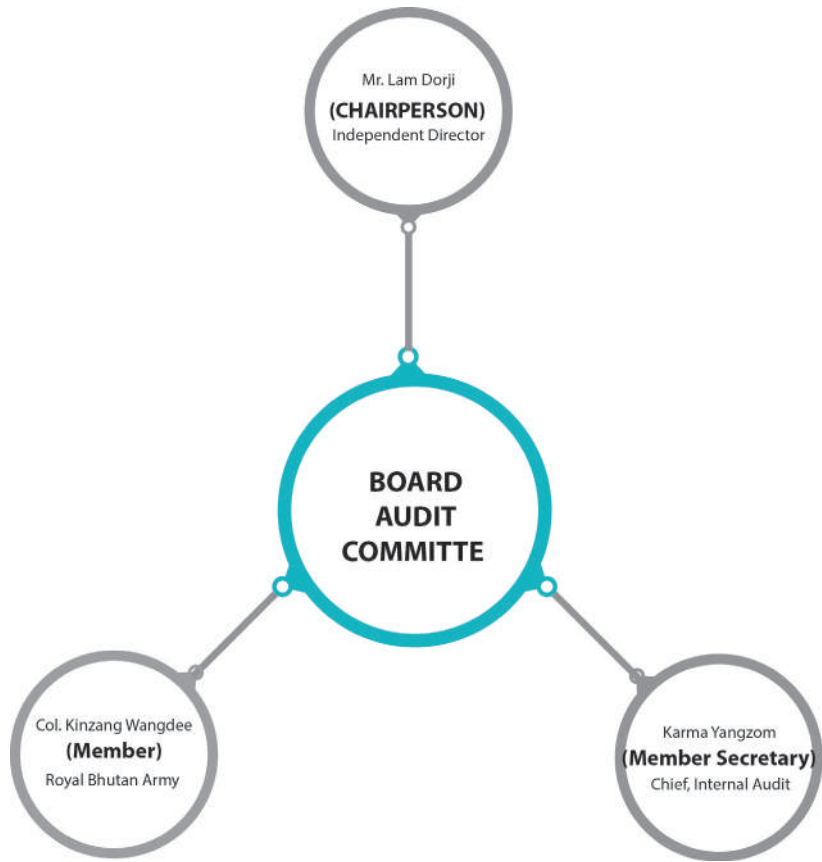 Mr. Lam Dorji
(CHAIRPERSON)
Independent Director
BOARD
AUDIT
COMMITTE
Col. Kinzang Wangdee
(Member)
Royal Bhutan Army
Karma Yangzom
(Member Secretary)
Chief, Internal Audit